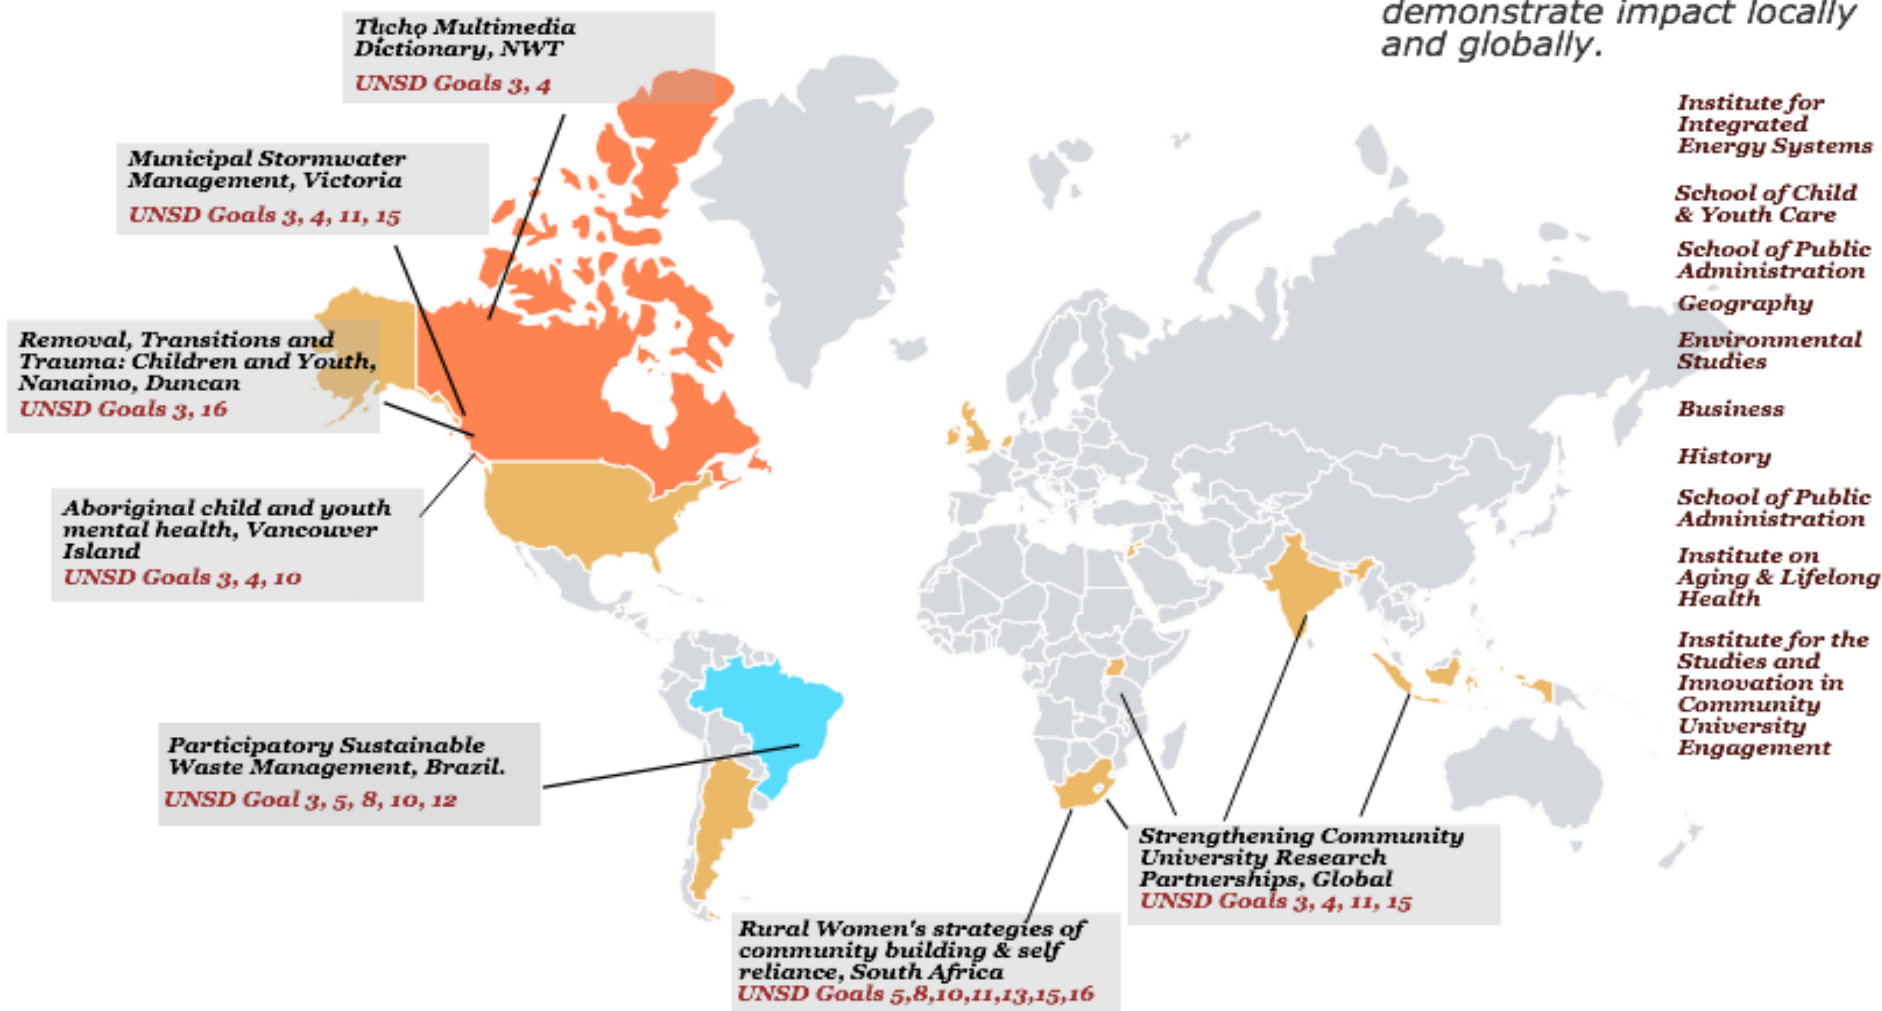 demonstrate impact locally
and globally.
Tłıchǫ Multimedia
Dictionary, NWT
UNSD Goals 3, 4
Municipal Stormwater
Management, Victoria
UNSD Goals 3, 4, 11, 15
Removal, Transitions and
Trauma: Children and Youth,
Nanaimo, Duncan
UNSD Goals 3, 16
Aboriginal child and youth
mental health, Vancouver
Island
UNSD Goals 3, 4, 10
Participatory Sustainable
Waste Management, Brazil.
UNSD Goal 3, 5, 8, 10, 12
Rural Women's strategies of
community building & self
reliance, South Africa
UNSD Goals 5,8,10,11,13,15,16
Strengthening Community
University Research
Partnerships, Global
UNSD Goals 3, 4, 11, 15
Institute for
Integrated
Energy Systems
School of Child
& Youth Care
School of Public
Administration
Geography
Environmental
Studies
Business
History
School of Public
Administration
Institute on
Aging & Lifelong
Health
Institute for the
Studies and
Innovation in
Community
University
Engagement